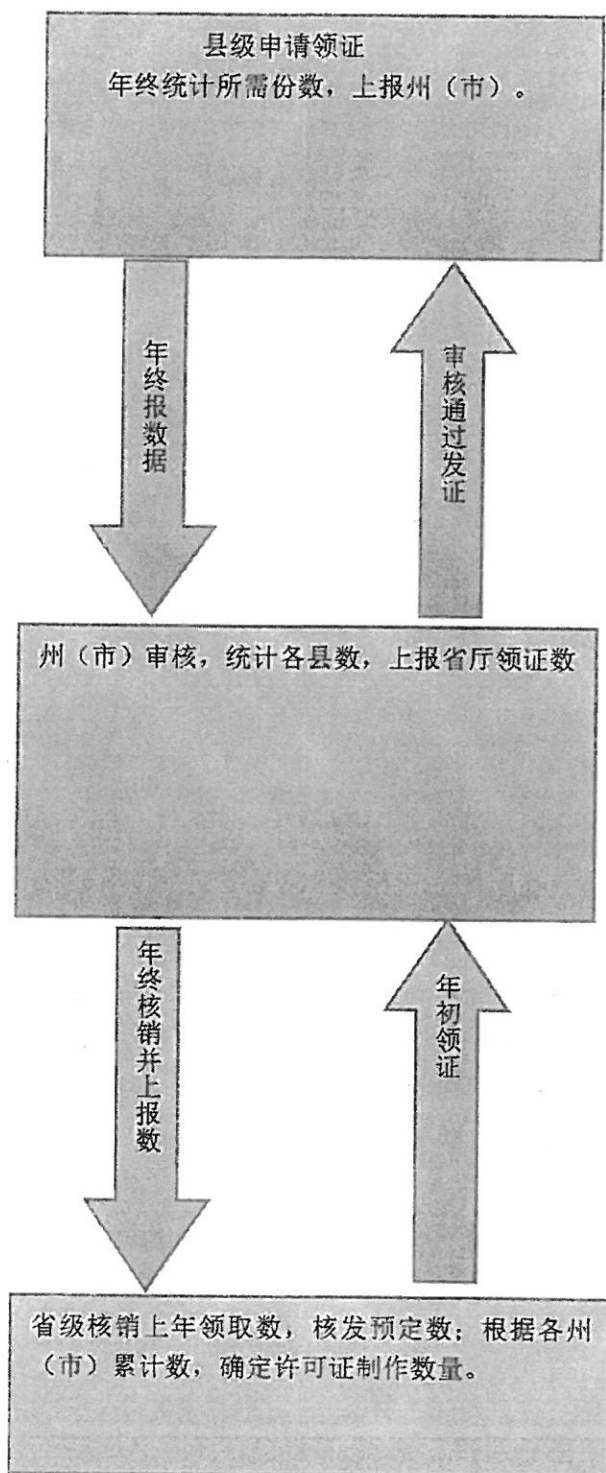 县级申请领证
年终统计所需份数，上报州（市）。
年终报数据
审核通过发证
州（市）审核，统计各县数，上报省厅领证数
年终核销并上报数
年初领证
省级核销上年领取数，核发预定数；根据各州
（市）累计数，确定许可证制作数量。